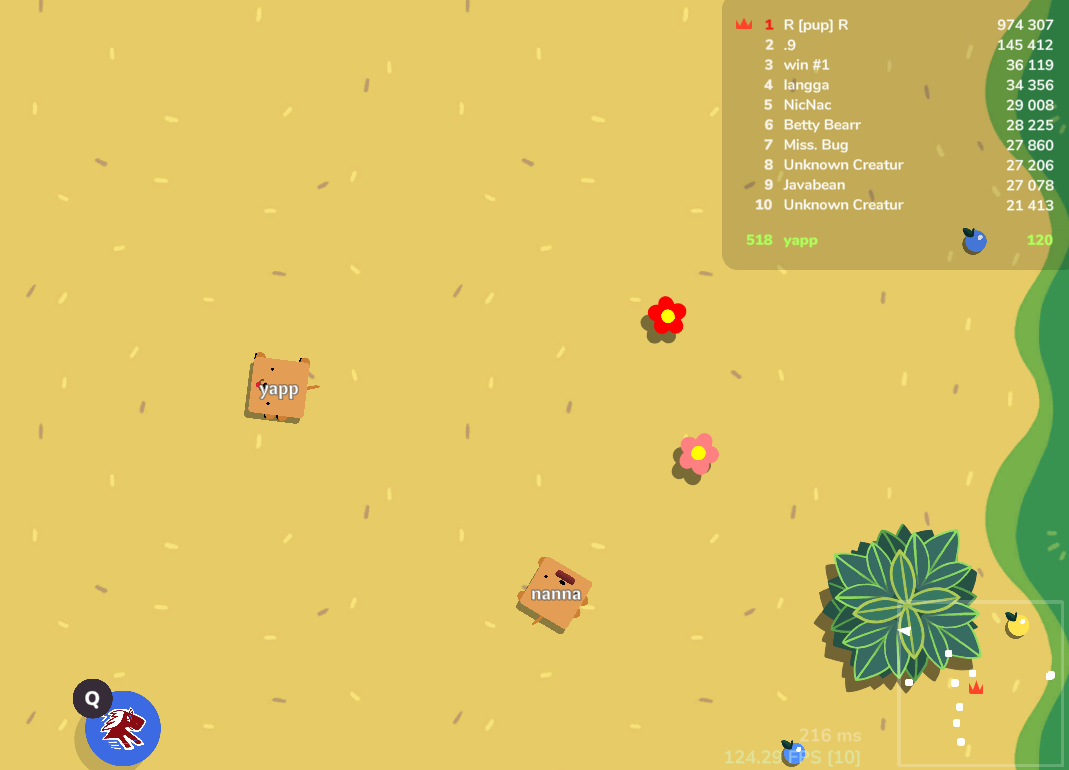 1 R [pup] R 974 307
2 .9 145 412
3 win #1 36 119
4 langga 34 356
5 NicNac 29 008
6 Betty Bearr 28 225
7 Miss. Bug 27 860
8 Unknown Creatur 27 206
9 Javabean 27 078
10 Unknown Creatur 21 413
518 yapp 120
yapp
nanna
Q
216 ms
124.29 FPS [10]